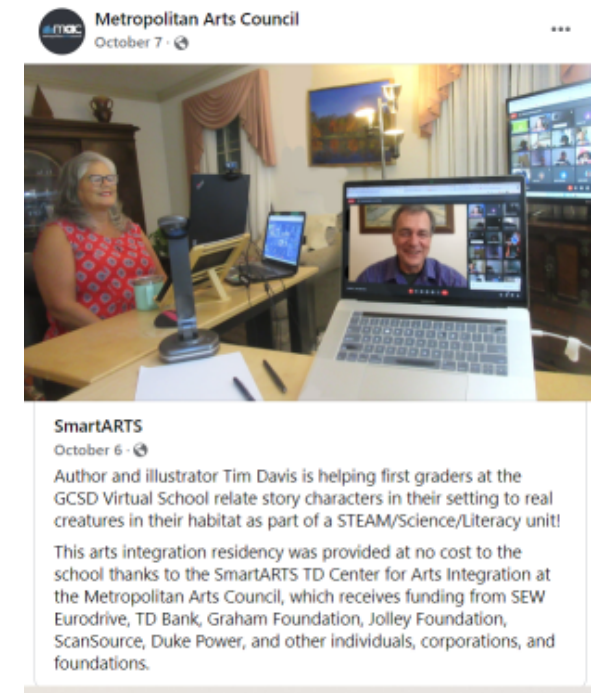 mac
Metropolitan Arts Council
October 7 ·
SmartARTS
October 6 ·
Author and illustrator Tim Davis is helping first graders at the
GCSD Virtual School relate story characters in their setting to real
creatures in their habitat as part of a STEAM/Science/Literacy unit!
This arts integration residency was provided at no cost to the
school thanks to the SmartARTS TD Center for Arts Integration at
the Metropolitan Arts Council, which receives funding from SEW
Eurodrive, TD Bank, Graham Foundation, Jolley Foundation,
ScanSource, Duke Power, and other individuals, corporations, and
foundations.